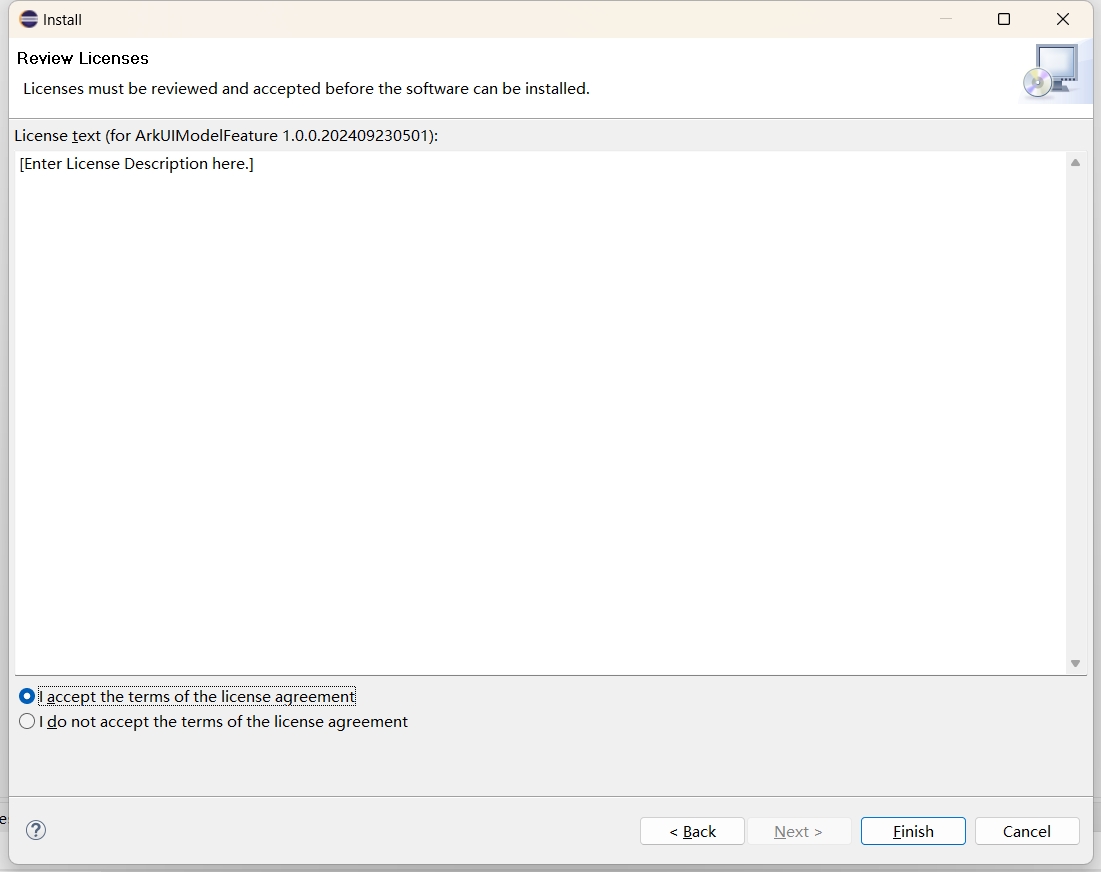 Install
Review Licenses
Licenses must be reviewed and accepted before the software can be installed.
License text (for ArkUIModelFeature 1.0.0.202409230501):
[Enter License Description here.]
I accept the terms of the license agreement
I do not accept the terms of the license agreement
?
< Back
Next >
Finish
Cancel